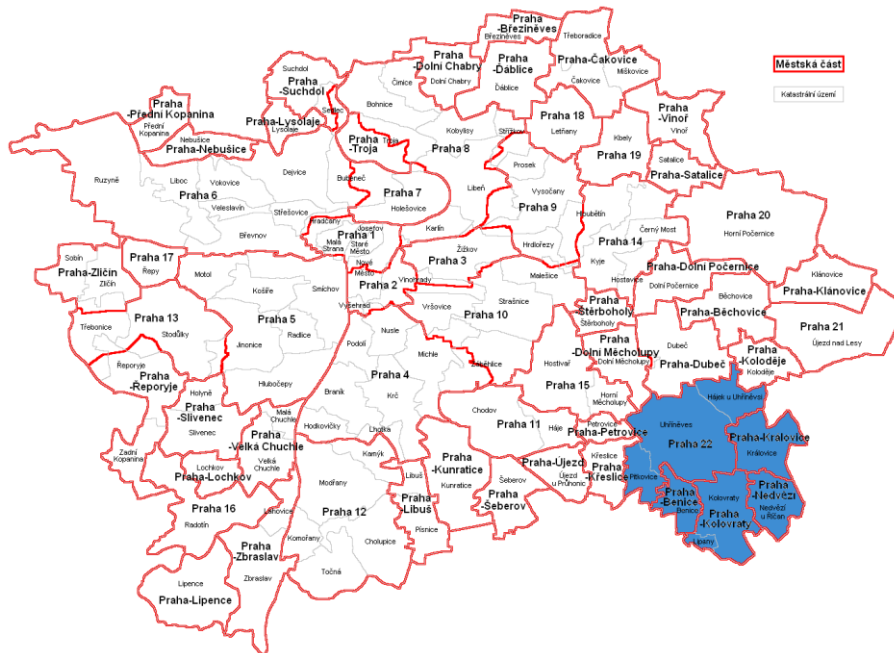 Praha
-Březiněves
Březiněves
Třeboradice
Praha
-Dolní Chabry
Dolní Chabry
Praha
-Ďáblice
Ďáblice
Praha
-Čakovice
Čakovice
Miškovice
Městská část
Katastrální území
Suchdol
Praha
-Suchdol
Sedlec
Čimice
Bohnice
Praha
-Přední Kopanina
Přední
Kopanina
Praha-Lysolaje
Lysolaje
Nebušice
Praha-Nebušice
Praha
-Troja
Troja
Kobylisy
Střížkov
Praha 8
Praha 18
Letňany
Praha
-Vinoř
Vinoř
Kbely
Praha 19
Satalice
Praha-Satalice
Ruzyně
Liboc
Vokovice
Dejvice
Praha 6
Veleslavín
Střešovice
Břevnov
Bubeneč
Praha 7
Holešovice
Libeň
Karlín
Prosek
Vysočany
Praha 9
Hrdlořezy
Hloubětín
Praha 14
Černý Most
Kyje
Hostavice
Praha 20
Horní Počernice
Hradčany
Praha 1
Josefov
Malá
Strana
Staré
Město
Nové
Město
Praha 2
Vinohrady
Vyšehrad
Žižkov
Praha 3
Malešice
Sobín
Praha-Zličín
Zličín
Praha 17
Řepy
Motol
Košíře
Smíchov
Praha 5
Jinonice
Radlice
Hlubočepy
Praha 13
Třebonice
Stodůlky
Řeporyje
Praha
-Řeporyje
Zadní
Kopanina
Holyně
Praha
-Slivenec
Slivenec
Malá
Chuchle
Praha
-Velká Chuchle
Velká
Chuchle
Lochkov
Praha-Lochkov
Praha 16
Radotín
Lahovice
Praha
-Zbraslav
Zbraslav
Lipence
Praha-Lipence
Podolí
Nusle
Michle
Praha 4
Braník
Krč
Hodkovičky
Lhotka
Kamýk
Modřany
Praha 12
Komořany
Cholupice
Točná
Libuš
Praha
-Libuš
Písnice
Vršovice
Strašnice
Praha 10
Záběhlice
Praha
-Štěrboholy
Štěrboholy
Praha
-Dolní Měcholupy
Dolní Měcholupy
Hostivař
Praha 15
Horní
Měcholupy
Petrovice
Praha-Petrovice
Chodov
Praha 11
Háje
Praha
-Kunratice
Kunratice
Šeberov
Praha
-Šeberov
Praha-Újezd
Újezd
u Průhonic
Křeslice
Praha
-Křeslice
Praha-Dolní Počernice
Dolní Počernice
Běchovice
Praha-Běchovice
Klánovice
Praha-Klánovice
Praha 21
Újezd nad Lesy
Dubeč
Praha-Dubeč
Praha
-Koloděje
Koloděje
Hájek u Uhříněvsi
Uhříněves
Praha 22
Pitkovice
Praha-Kralovice
Královice
Praha
-Benice
Benice
Kolovraty
Praha
-Kolovraty
Lipany
Praha
-Nedvězí
Nedvězí
u Říčan